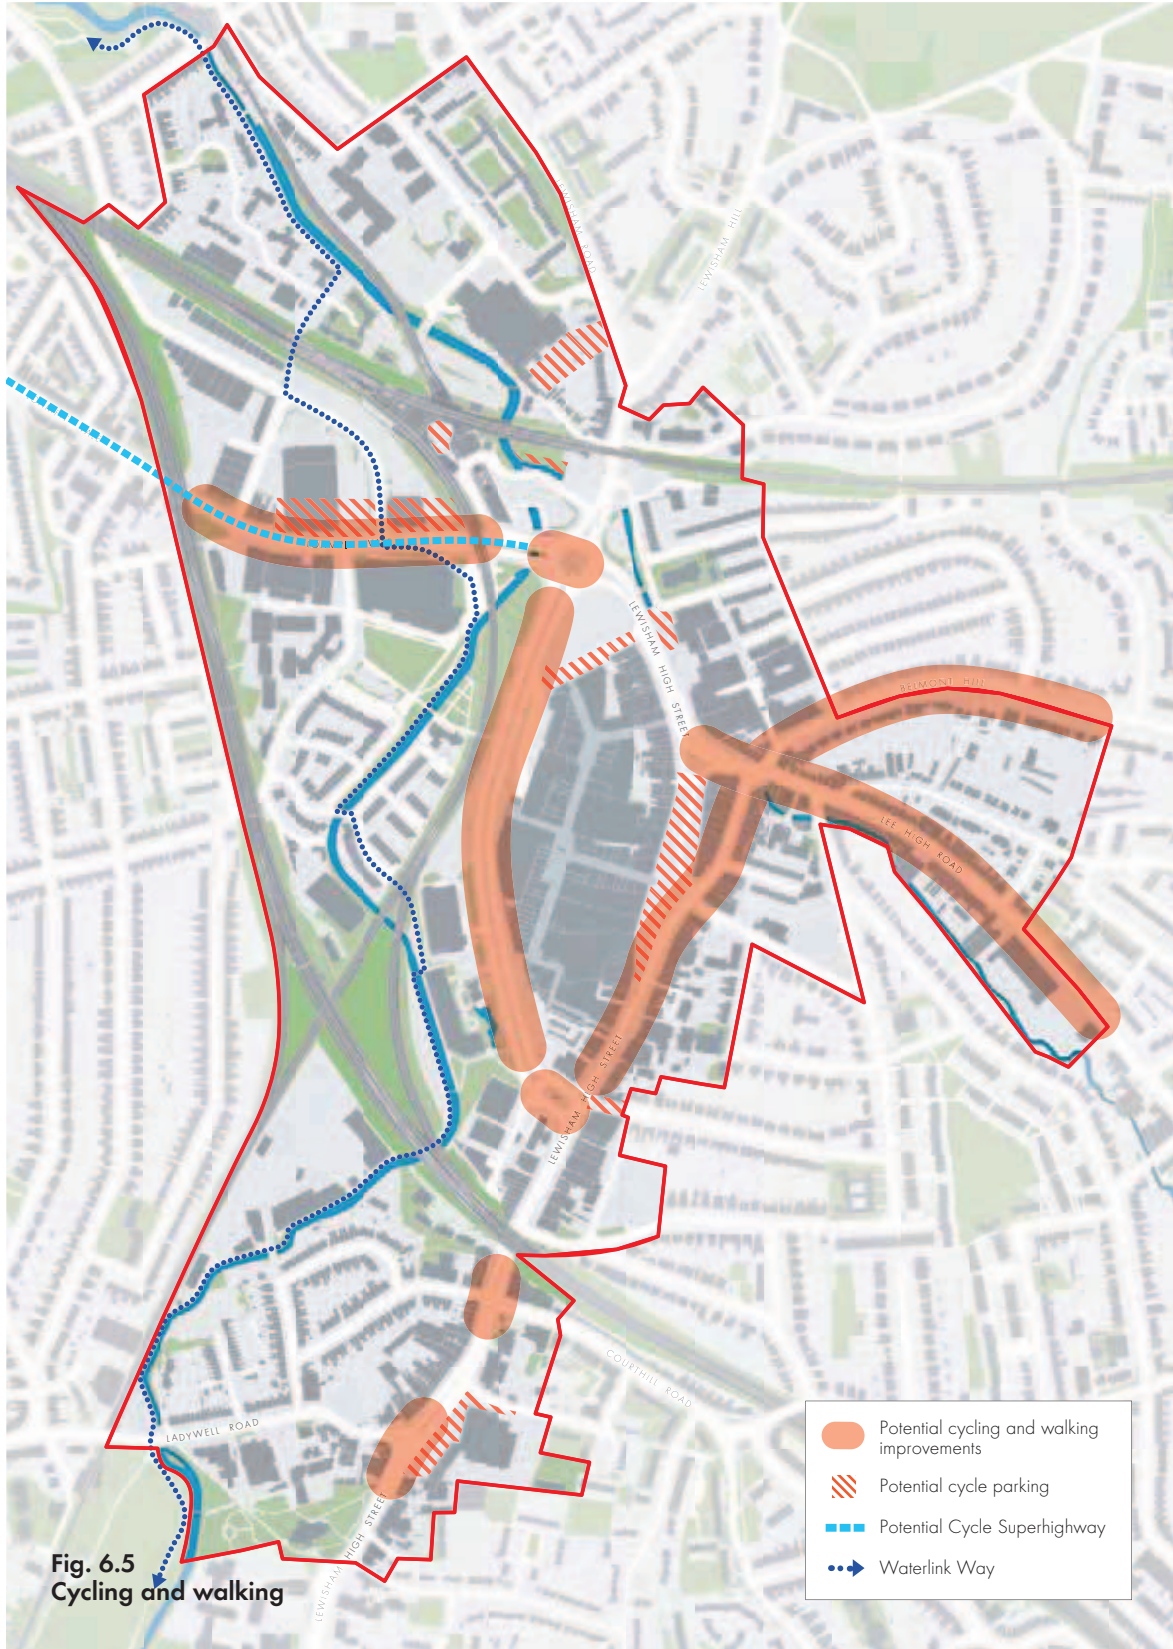 LEWISHAM ROAD
LEWISHAM HILL
LEWISHAM HIGH STREET
BELMONT HILL
LEE HIGH ROAD
LEWISHAM HIGH STREET
COURTHILL ROAD
LADYWELL ROAD
LEWISHAM HIGH STREET
Potential cycling and walking
improvements
Potential cycle parking
Potential Cycle Superhighway
Waterlink Way
Fig. 6.5
Cycling and walking